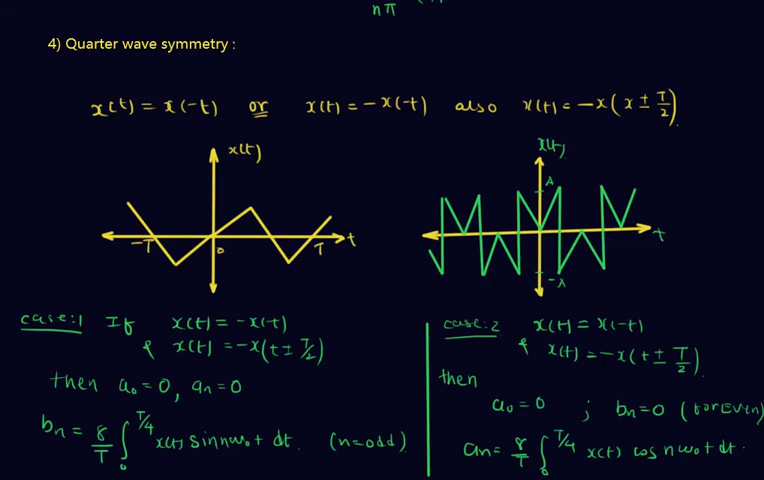 nπ
4) Quarter wave symmetry :
x(t) = x(-t) or x(t) = -x(-t) also x(t) = -x(x ± T/2)
x(t)
-T 0 T t
x(t)
A
-A
t
case:1 If x(t) = -x(-t)
& x(t) = -x(t ± T/2)
then a₀ = 0, aₙ = 0
bₙ = 8/T ∫₀^T/4 x(t) sin nω₀t dt. (n=odd)
case:2 x(t) = x(-t)
& x(t) = -x(t ± T/2).
then
a₀ = 0 ; bₙ = 0 (for Even)
aₙ = 8/T ∫₀^T/4 x(t) cos nω₀t dt.